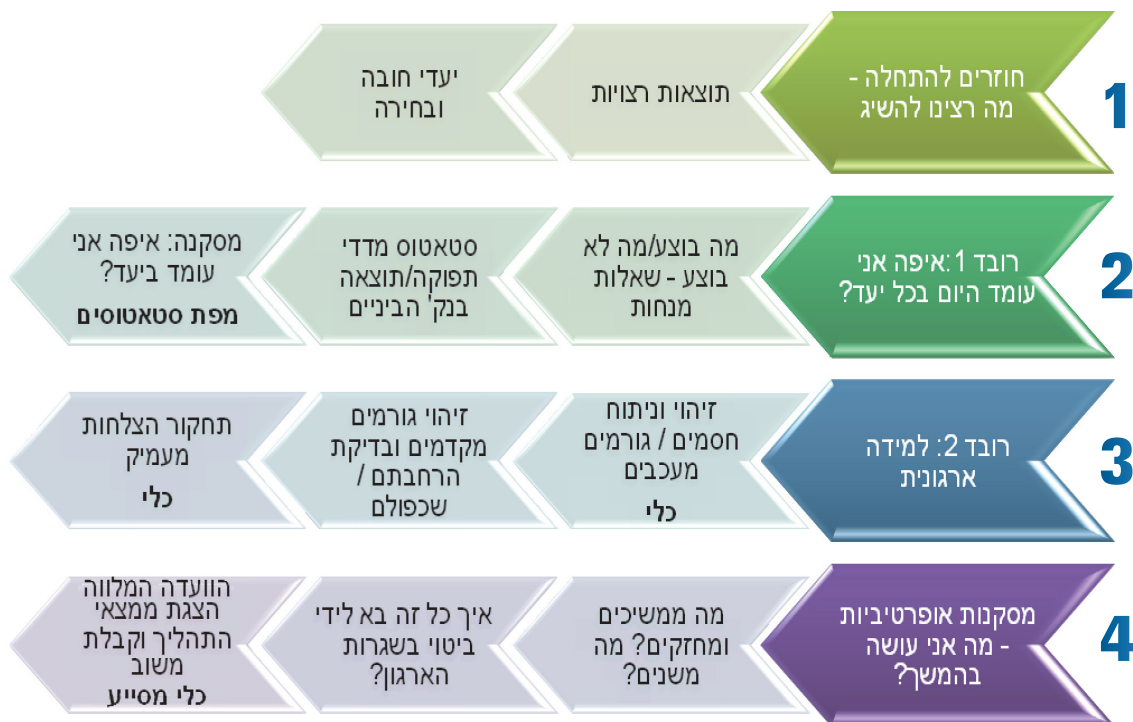 1
חוזרים להתחלה -
מה רצינו להשיג
תוצאות רצויות
יעדי חובה
ובחירה
2
רובד 1: איפה אני
עומד היום בכל יעד?
מה בוצע/מה לא
בוצע - שאלות
מנחות
סטאטוס מדדי
תפוקה/תוצאה
בנק' הביניים
מסקנה: איפה אני
עומד ביעד?
מפת סטאטוסים
3
רובד 2: למידה
ארגונית
זיהוי וניתוח
חסמים / גורמים
מעכבים
כלי
זיהוי גורמים
מקדמים ובדיקת
הרחבתם /
שכפולם
תחקור הצלחות
מעמיק
כלי
4
מסקנות אופרטיביות
- מה אני עושה
בהמשך?
מה ממשיכים
ומחזקים? מה
משנים?
איך כל זה בא לידי
ביטוי בשגרות
הארגון?
הוועדה המלווה
הצגת ממצאי
התהליך וקבלת
משוב
כלי מסייע